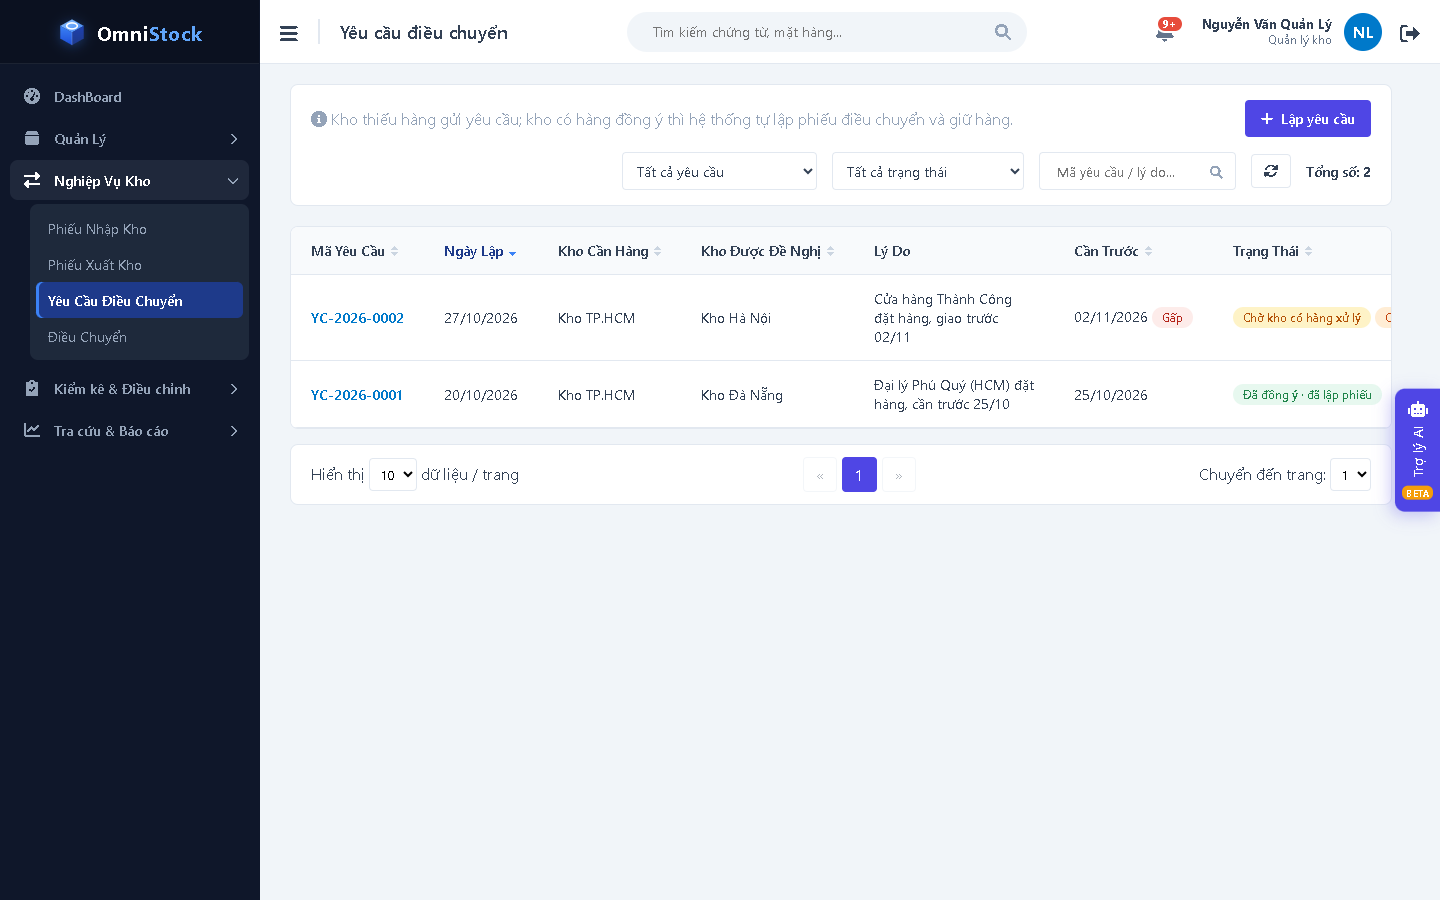 OmniStock
Yêu cầu điều chuyển
Tìm kiếm chứng từ, mặt hàng...
9+
Nguyễn Văn Quản Lý
Quản lý kho
NL
DashBoard
Quản Lý
Nghiệp Vụ Kho
Phiếu Nhập Kho
Phiếu Xuất Kho
Yêu Cầu Điều Chuyển
Điều Chuyển
Kiểm kê & Điều chỉnh
Tra cứu & Báo cáo
Kho thiếu hàng gửi yêu cầu; kho có hàng đồng ý thì hệ thống tự lập phiếu điều chuyển và giữ hàng.
+ Lập yêu cầu
Tất cả yêu cầu
Tất cả trạng thái
Mã yêu cầu / lý do...
Tổng số: 2
Mã Yêu Cầu Ngày Lập Kho Cần Hàng Kho Được Đề Nghị Lý Do Cần Trước Trạng Thái
YC-2026-0002 27/10/2026 Kho TP.HCM Kho Hà Nội
Cửa hàng Thành Công
đặt hàng, giao trước
02/11
02/11/2026 Gấp
Chờ kho có hàng xử lý
YC-2026-0001 20/10/2026 Kho TP.HCM Kho Đà Nẵng
Đại lý Phú Quý (HCM) đặt
hàng, cần trước 25/10
25/10/2026
Đã đồng ý · đã lập phiếu
Hiển thị 10 dữ liệu / trang
« 1 »
Chuyển đến trang: 1
Trợ lý AI
BETA